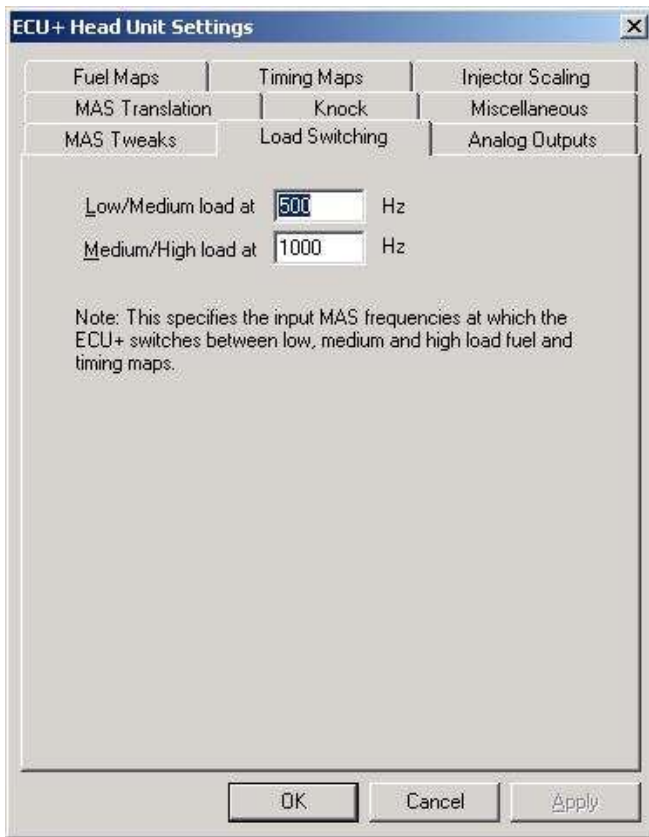 ECU+ Head Unit Settings
Fuel Maps Timing Maps Injector Scaling
MAS Translation Knock Miscellaneous
MAS Tweaks Load Switching Analog Outputs
Low/Medium load at 500 Hz
Medium/High load at 1000 Hz
Note: This specifies the input MAS frequencies at which the
ECU+ switches between low, medium and high load fuel and
timing maps.
OK Cancel Apply